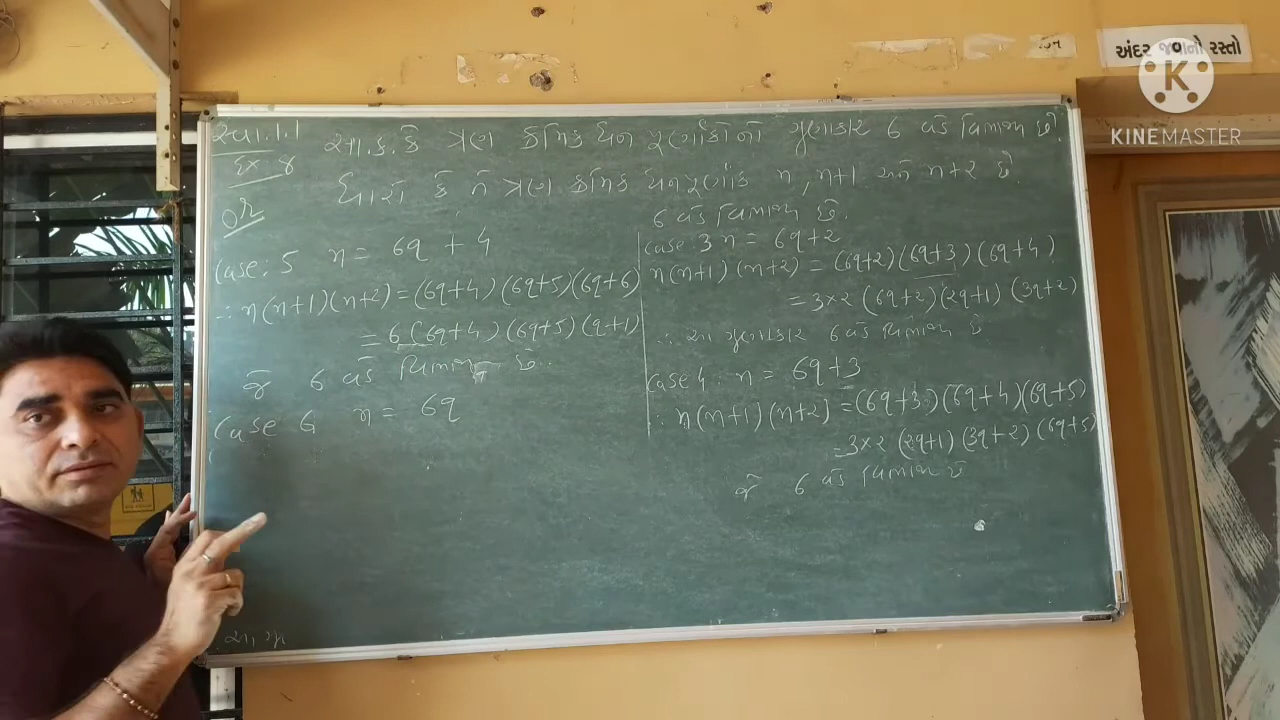 અંદર જવાનો રસ્તો
KINEMASTER
સ્વા. 1.1
Ex 8
સા.ક.કે ત્રણ ક્રમિક ધન પૂર્ણાંકોનો ગુણાકાર 6 વડે વિભાજ્ય છે.
ધારો કે તે ત્રણ ક્રમિક ધન પૂર્ણાંક n, n+1 અને n+2 છે.
OR
Case: 5 n = 6q + 4
∴ n(n+1)(n+2) = (6q+4)(6q+5)(6q+6)
= 6(6q+4)(6q+5)(q+1)
જે 6 વડે વિભાજ્ય છે.
Case 6 n = 6q
6 વડે વિભાજ્ય છે.
Case: 3 n = 6q+2
n(n+1)(n+2) = (6q+2)(6q+3)(6q+4)
= 3×2(6q+2)(2q+1)(3q+2)
∴ આ ગુણાકાર 6 વડે વિભાજ્ય છે
Case 4: n = 6q+3
∴ n(n+1)(n+2) = (6q+3)(6q+4)(6q+5)
= 3×2(2q+1)(3q+2)(6q+5)
જે 6 વડે વિભાજ્ય છે